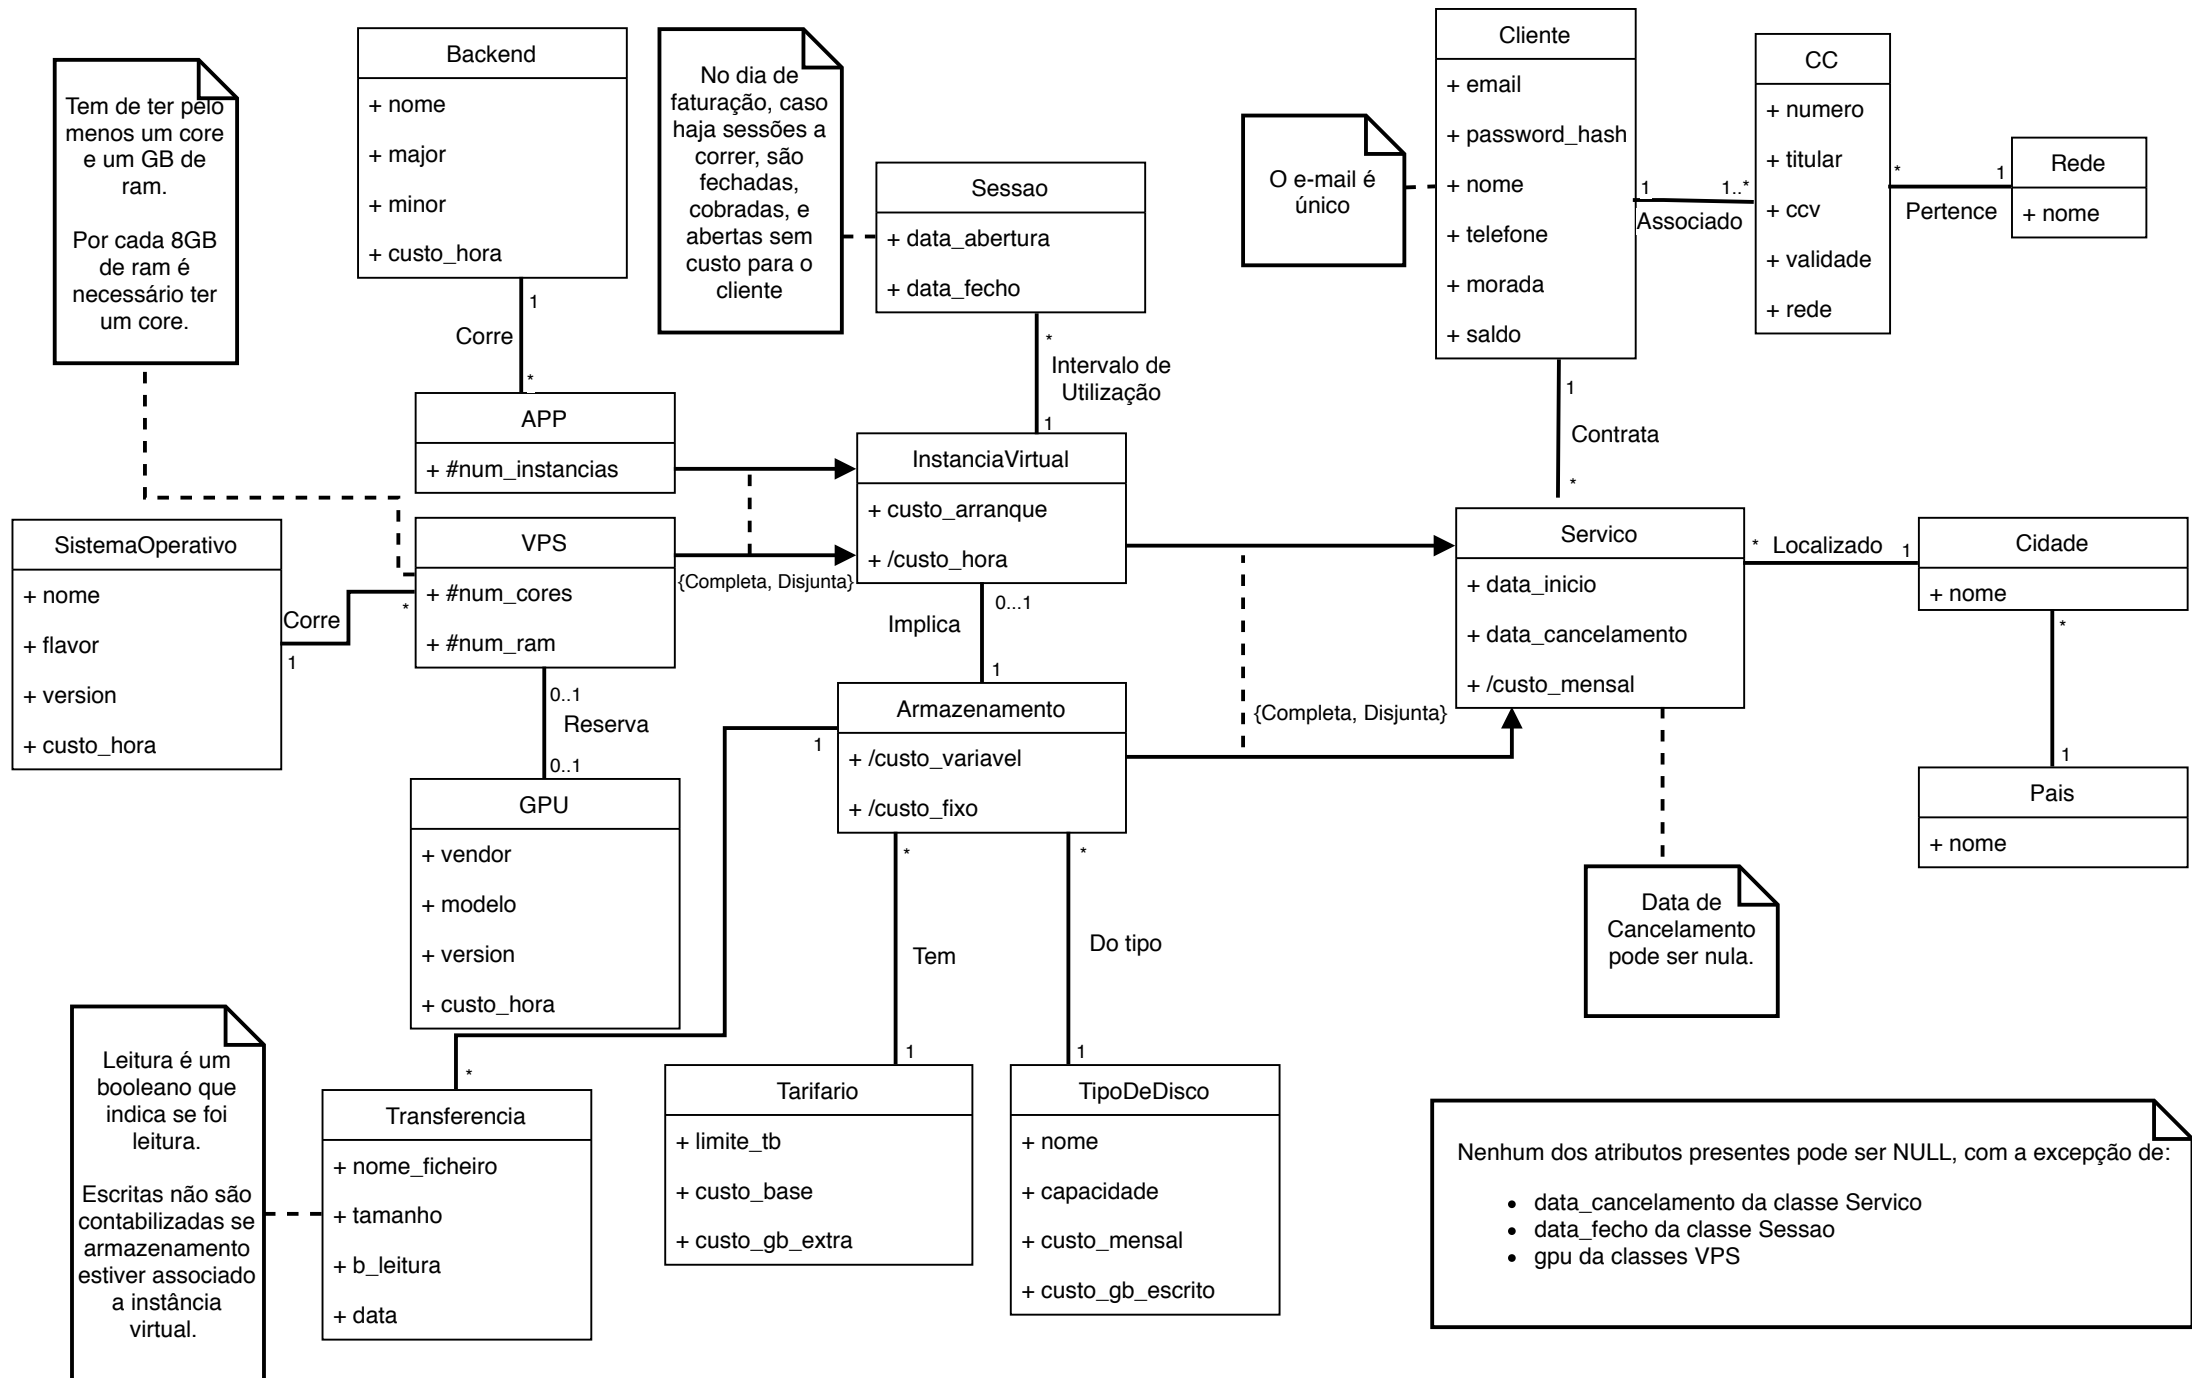 Tem de ter pelo
menos um core
e um GB de
ram.
Por cada 8GB
de ram é
necessário ter
um core.
Backend
+ nome
+ major
+ minor
+ custo_hora
1
Corre
*
No dia de
faturação, caso
haja sessões a
correr, são
fechadas,
cobradas, e
abertas sem
custo para o
cliente
Sessao
+ data_abertura
+ data_fecho
*
Intervalo de
Utilização
1
O e-mail é
único
Cliente
+ email
+ password_hash
+ nome
+ telefone
+ morada
+ saldo
1
1..*
Associado
CC
+ numero
+ titular
+ ccv
+ validade
+ rede
*
1
Pertence
Rede
+ nome
1
Contrata
*
APP
+ #num_instancias
VPS
+ #num_cores
+ #num_ram
{Completa, Disjunta}
InstanciaVirtual
+ custo_arranque
+ /custo_hora
SistemaOperativo
+ nome
+ flavor
+ version
+ custo_hora
Corre
1
*
0..1
Reserva
0..1
GPU
+ vendor
+ modelo
+ version
+ custo_hora
0...1
Implica
1
Armazenamento
+ /custo_variavel
+ /custo_fixo
{Completa, Disjunta}
Servico
+ data_inicio
+ data_cancelamento
+ /custo_mensal
* Localizado 1
Cidade
+ nome
*
1
Pais
+ nome
Data de
Cancelamento
pode ser nula.
1
*
*
*
Tem
Do tipo
1
1
Leitura é um
booleano que
indica se foi
leitura.
Escritas não são
contabilizadas se
armazenamento
estiver associado
a instância
virtual.
Transferencia
+ nome_ficheiro
+ tamanho
+ b_leitura
+ data
Tarifario
+ limite_tb
+ custo_base
+ custo_gb_extra
TipoDeDisco
+ nome
+ capacidade
+ custo_mensal
+ custo_gb_escrito
Nenhum dos atributos presentes pode ser NULL, com a excepção de:
• data_cancelamento da classe Servico
• data_fecho da classe Sessao
• gpu da classes VPS